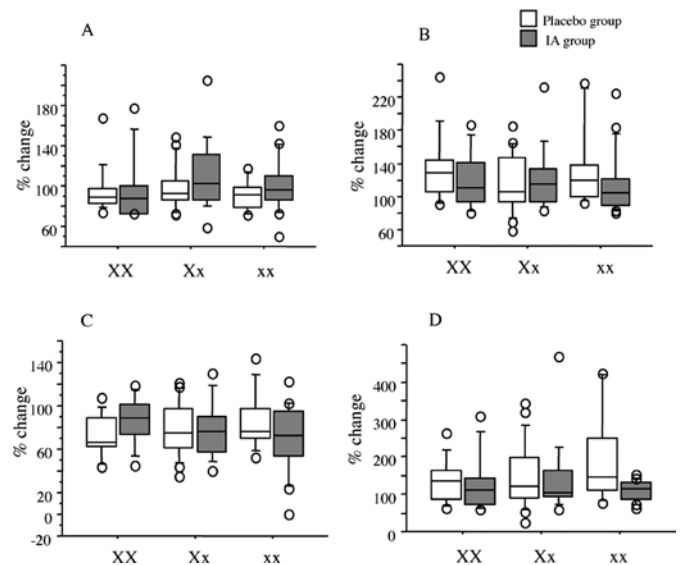 A
B
Placebo group
IA group
% change
180
140
100
60
XX Xx xx
% change
220
180
140
100
60
XX Xx xx
C
D
% change
140
100
60
20
0
-20
XX Xx xx
% change
400
300
200
100
0
XX Xx xx